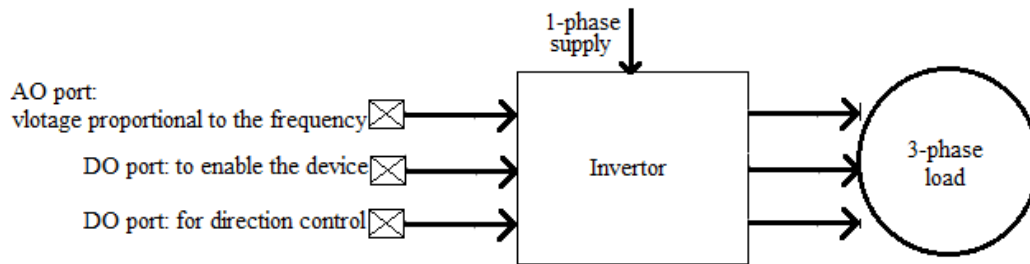 1-phase
supply
AO port:
vlotage proportional to the frequency
DO port: to enable the device
DO port: for direction control
Invertor
3-phase
load